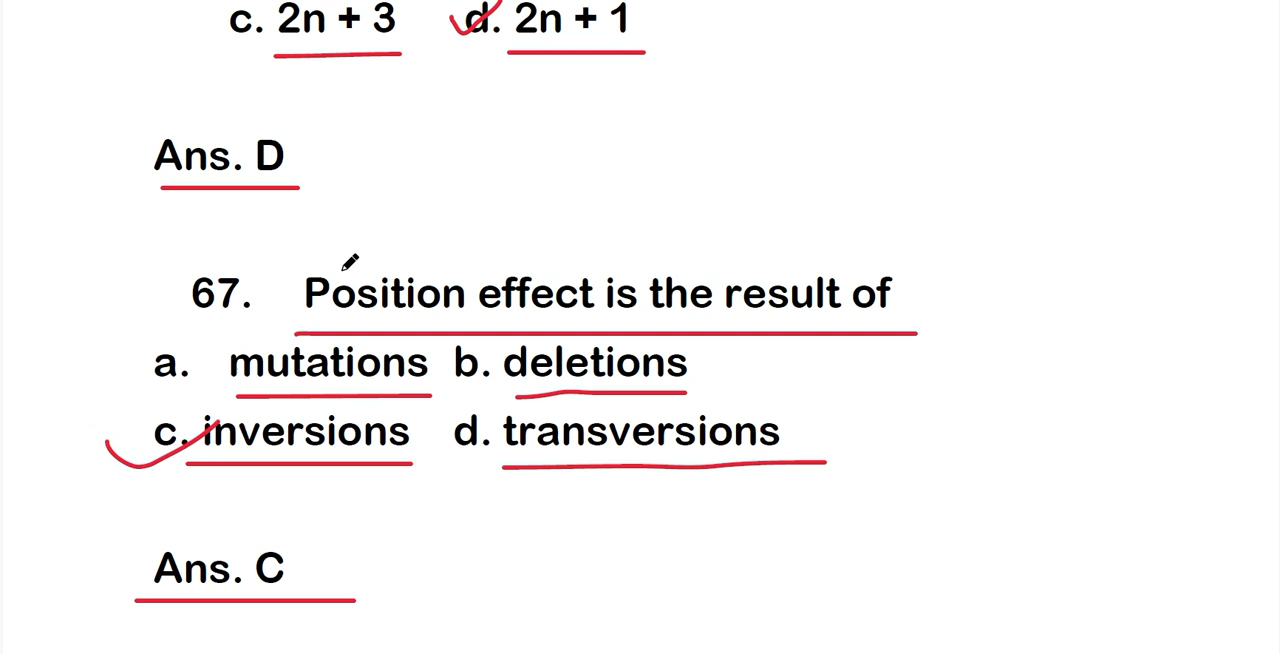 c. 2n + 3 d. 2n + 1
Ans. D
67. Position effect is the result of
a. mutations b. deletions
c. inversions d. transversions
Ans. C